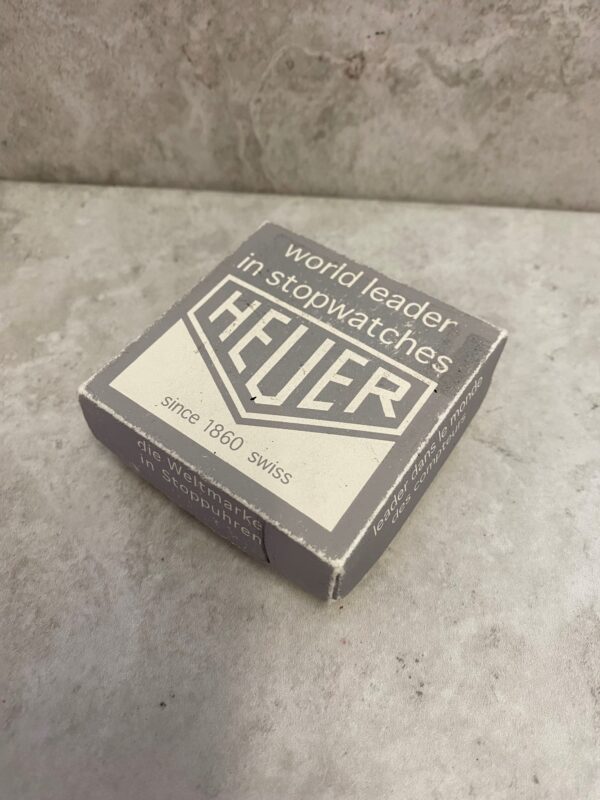 world leader
in stopwatches
HEUER
since 1860 swiss
die Weltmarke
in Stoppuhren
leader dans le monde
des compteurs